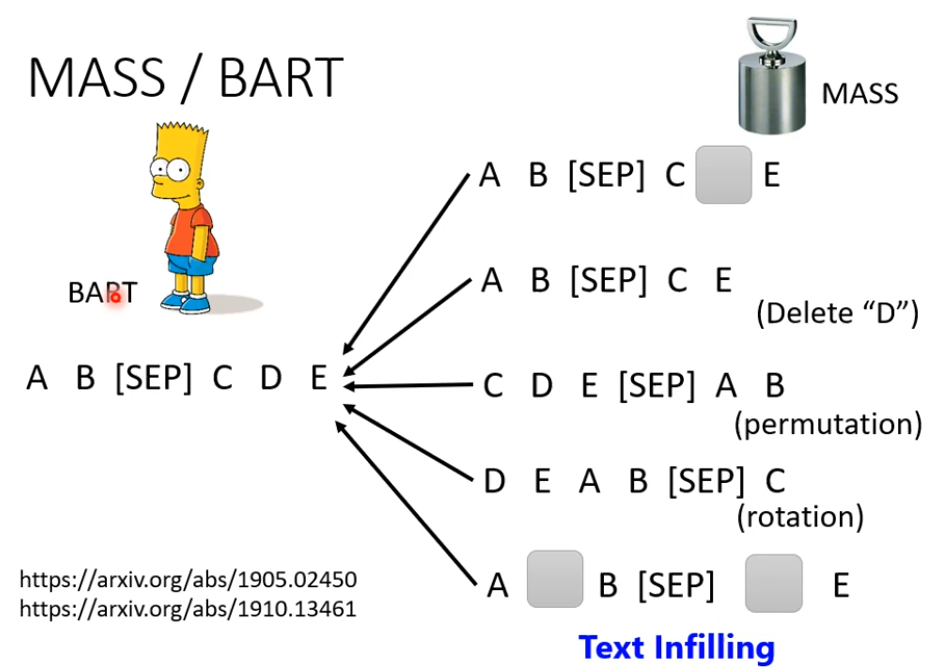 MASS / BART
MASS
BART
A B [SEP] C E
A B [SEP] C E
(Delete “D”)
A B [SEP] C D E
C D E [SEP] A B
(permutation)
D E A B [SEP] C
(rotation)
A B [SEP] E
https://arxiv.org/abs/1905.02450
https://arxiv.org/abs/1910.13461
Text Infilling